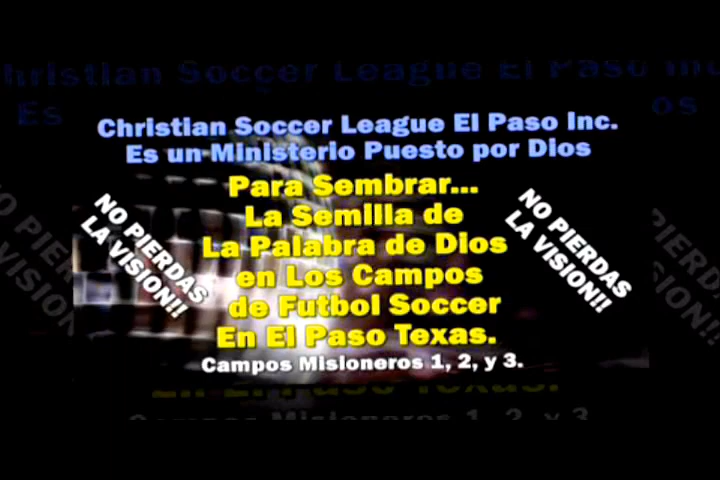 Christian Soccer League El Paso Inc.
Es un Ministerio Puesto por Dios
Para Sembrar...
La Semilla de
La Palabra de Dios
en Los Campos
de Futbol Soccer
En El Paso Texas.
Campos Misioneros 1, 2, y 3.
NO PIERDAS
LA VISION!!
NO PIERDAS
LA VISION!!